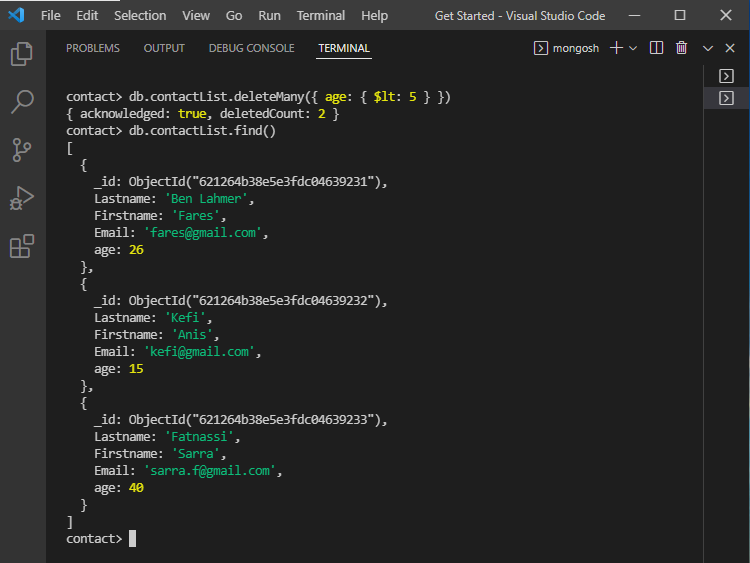 File Edit Selection View Go Run Terminal Help Get Started - Visual Studio Code
PROBLEMS OUTPUT DEBUG CONSOLE TERMINAL mongosh
contact> db.contactList.deleteMany({ age: { $lt: 5 } })
{ acknowledged: true, deletedCount: 2 }
contact> db.contactList.find()
[
  {
    _id: ObjectId("621264b38e5e3fdc04639231"),
    Lastname: 'Ben Lahmer',
    Firstname: 'Fares',
    Email: 'fares@gmail.com',
    age: 26
  },
  {
    _id: ObjectId("621264b38e5e3fdc04639232"),
    Lastname: 'Kefi',
    Firstname: 'Anis',
    Email: 'kefi@gmail.com',
    age: 15
  },
  {
    _id: ObjectId("621264b38e5e3fdc04639233"),
    Lastname: 'Fatnassi',
    Firstname: 'Sarra',
    Email: 'sarra.f@gmail.com',
    age: 40
  }
]
contact>